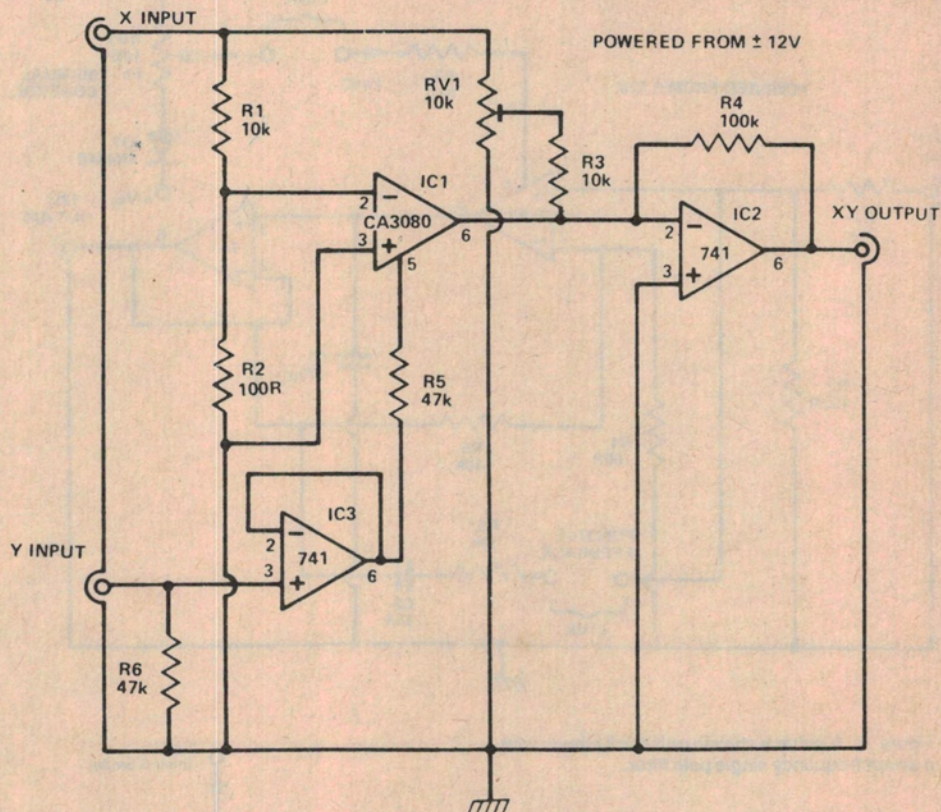 X INPUT
POWERED FROM ± 12V
R1
10k
RV1
10k
R4
100k
R3
10k
IC1
2
−
CA3080
3
+
5
6
IC2
2
−
741
3
+
6
XY OUTPUT
R2
100R
R5
47k
IC3
2
−
741
3
+
6
Y INPUT
R6
47k